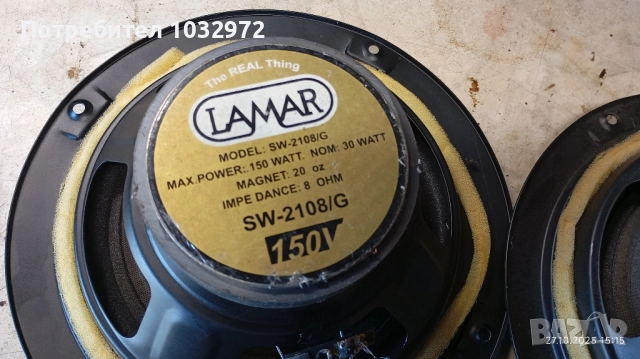 Потребител 1032972
The REAL Thing
LAMAR
MODEL: SW-2108/G
MAX.POWER:.150 WATT. NOM: 30 WATT
MAGNET: 20 oz
IMPE DANCE: 8 OHM
SW-2108/G
150W
bazar
27.10.2025 15:15